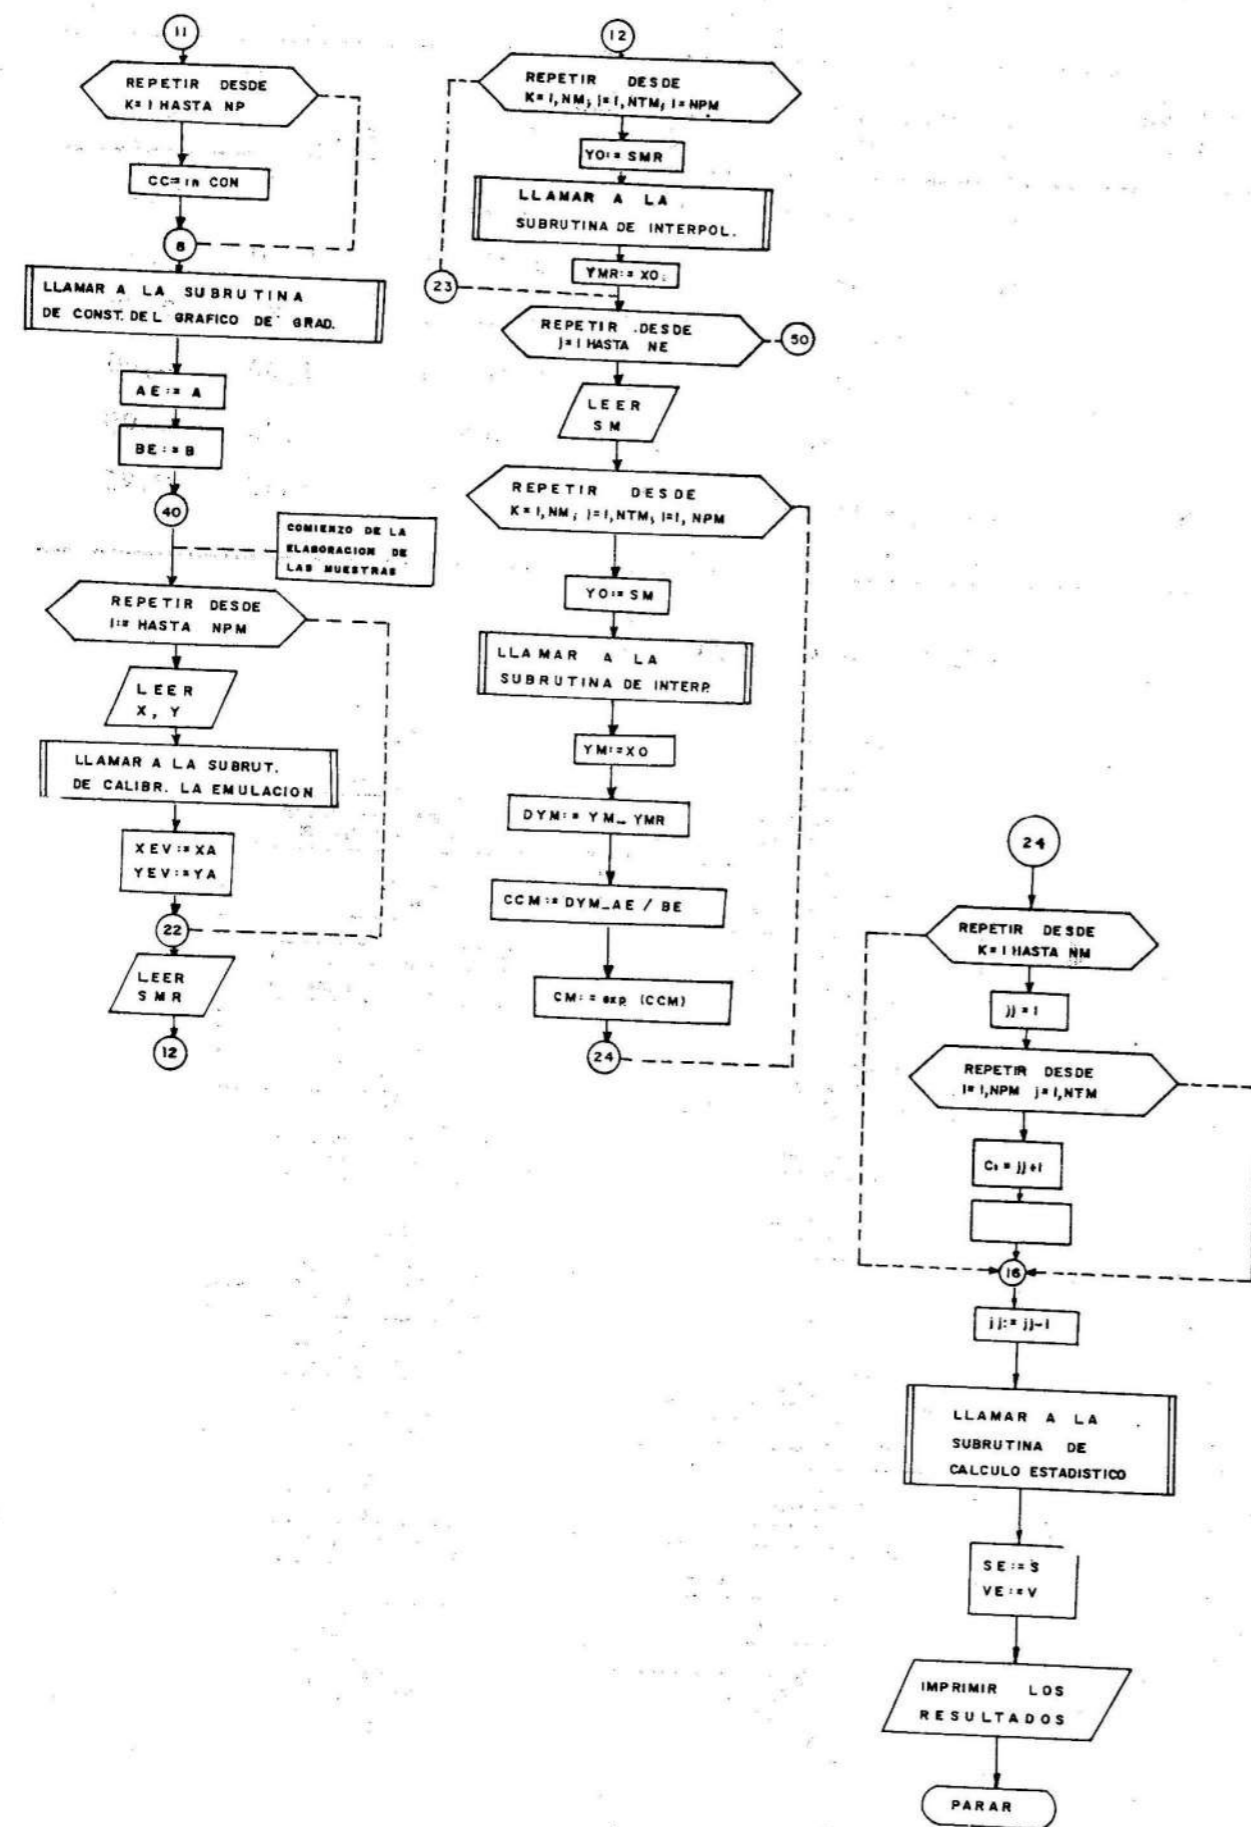 11
REPETIR DESDE
K=1 HASTA NP
CC=ln CON
8
LLAMAR A LA SUBRUTINA
DE CONST. DEL GRAFICO DE GRAD.
AE:=A
BE:=B
40
COMIENZO DE LA
ELABORACION DE
LAS MUESTRAS
REPETIR DESDE
I:= HASTA NPM
LEER
X, Y
LLAMAR A LA SUBRUT.
DE CALIBR. LA EMULACION
XEV:=XA
YEV:=YA
22
LEER
SMR
12
12
REPETIR DESDE
K=1,NM; j=1,NTM; I=NPM
YO:=SMR
LLAMAR A LA
SUBRUTINA DE INTERPOL.
YMR:=XO
23
REPETIR DESDE
j=1 HASTA NE
50
LEER
SM
REPETIR DESDE
K=1,NM; j=1,NTM; I=1, NPM
YO:=SM
LLAMAR A LA
SUBRUTINA DE INTERP.
YM:=XO
DYM:=YM_YMR
CCM:=DYM_AE / BE
CM:=exp (CCM)
24
24
REPETIR DESDE
K=1 HASTA NM
jj=1
REPETIR DESDE
I=1,NPM j=1,NTM
C:=jj+1
16
jj:=jj-1
LLAMAR A LA
SUBRUTINA DE
CALCULO ESTADISTICO
SE:=S
VE:=V
IMPRIMIR LOS
RESULTADOS
PARAR